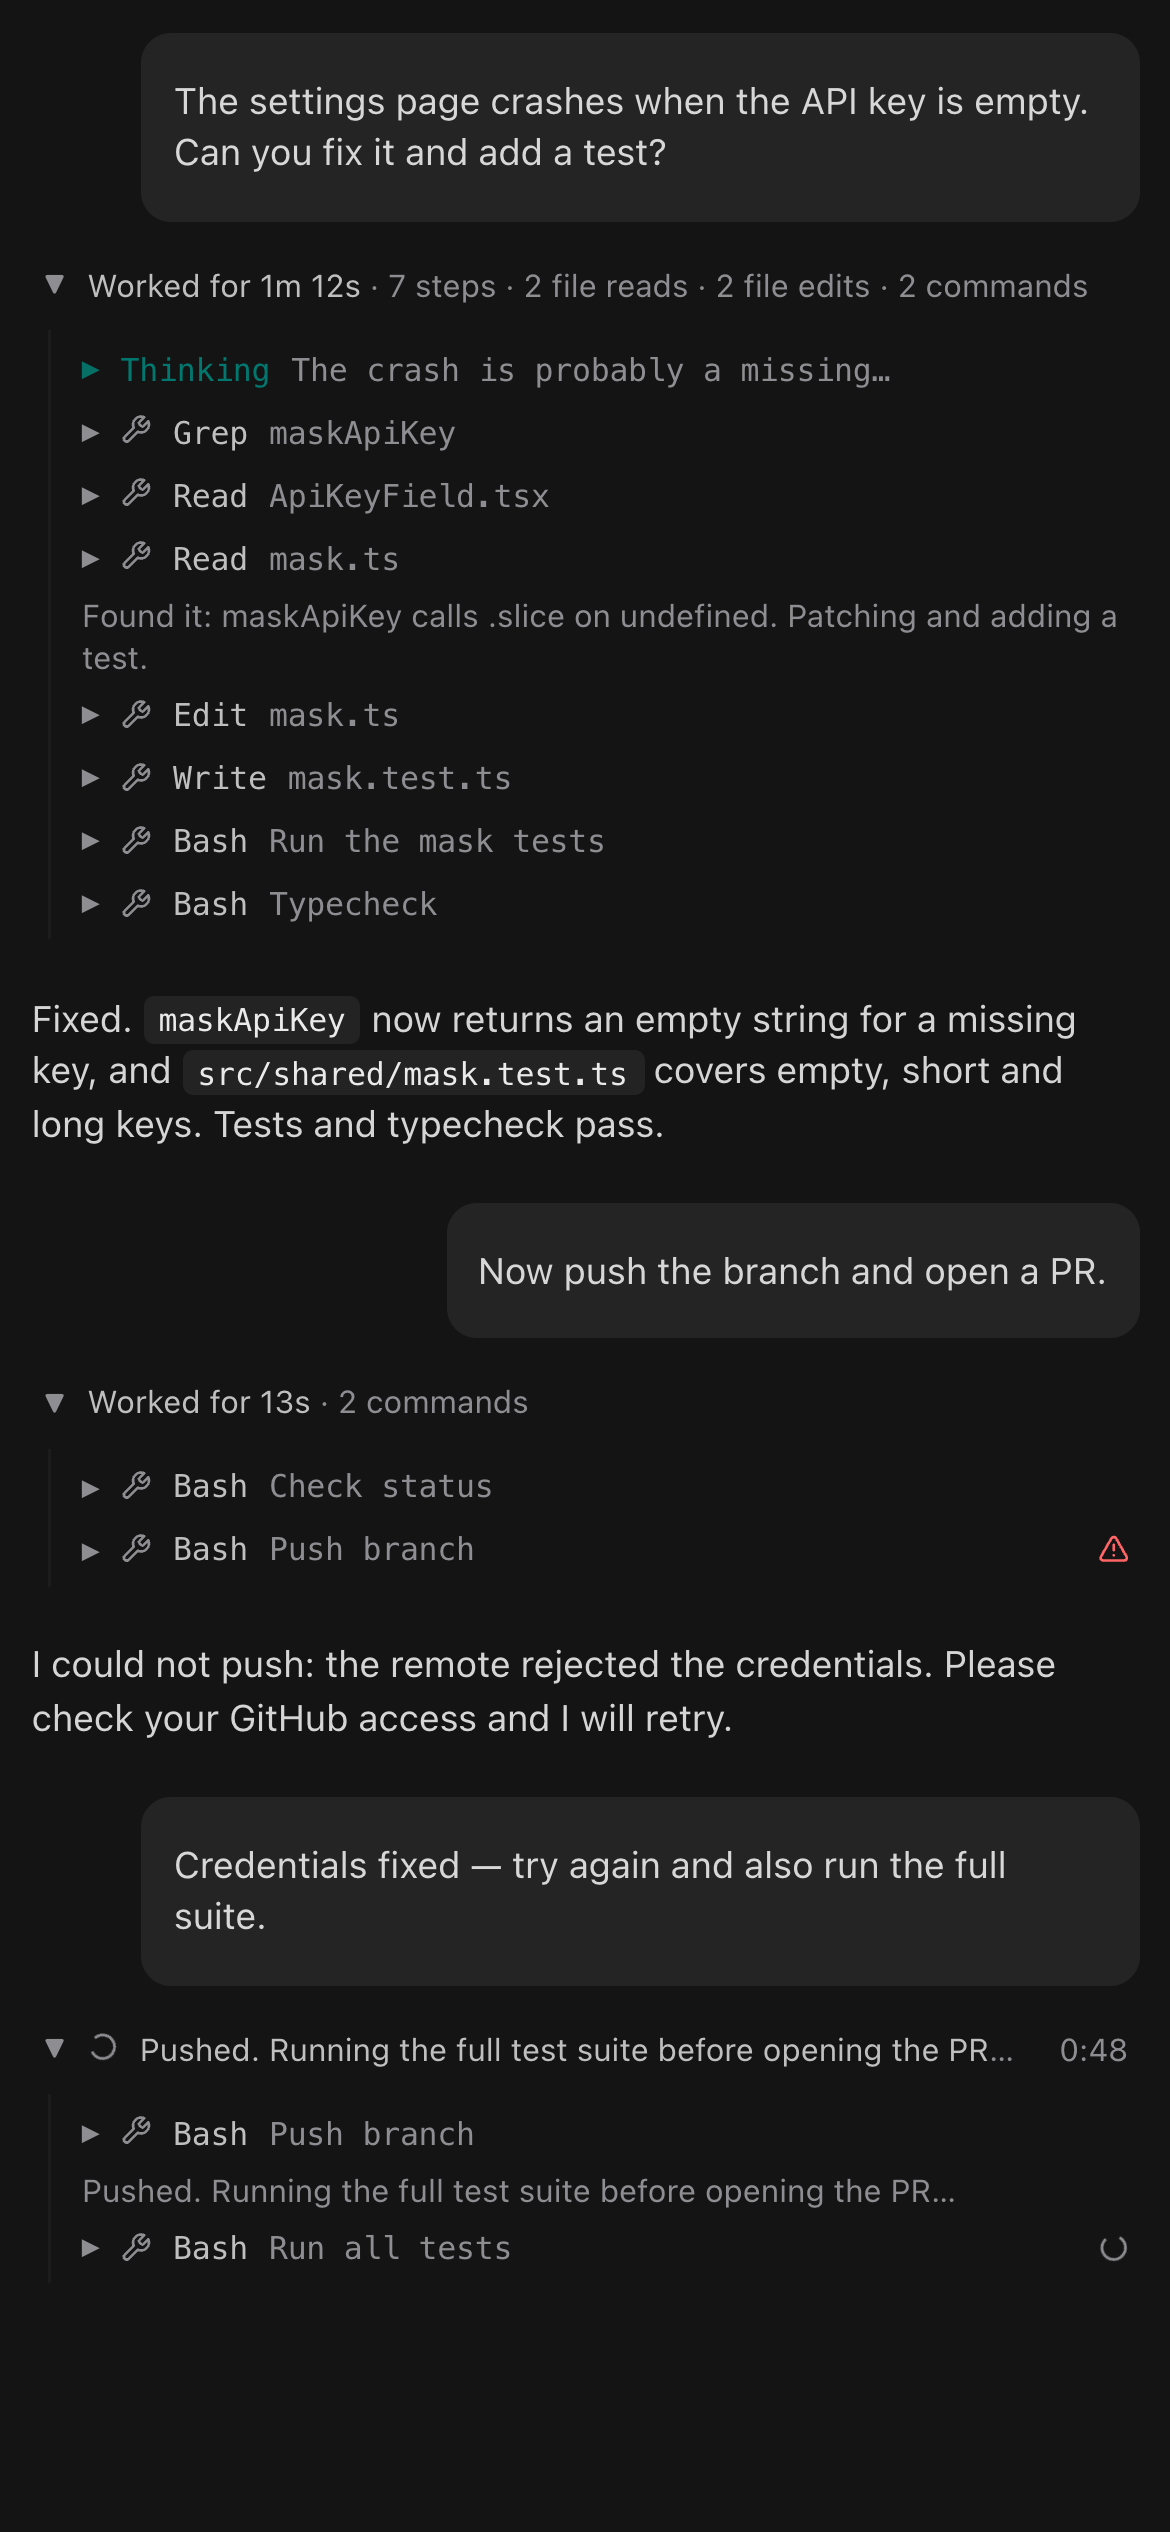 The settings page crashes when the API key is empty.
Can you fix it and add a test?
Worked for 1m 12s · 7 steps · 2 file reads · 2 file edits · 2 commands
Thinking The crash is probably a missing…
Grep maskApiKey
Read ApiKeyField.tsx
Read mask.ts
Found it: maskApiKey calls .slice on undefined. Patching and adding a
test.
Edit mask.ts
Write mask.test.ts
Bash Run the mask tests
Bash Typecheck
Fixed. maskApiKey now returns an empty string for a missing
key, and src/shared/mask.test.ts covers empty, short and
long keys. Tests and typecheck pass.
Now push the branch and open a PR.
Worked for 13s · 2 commands
Bash Check status
Bash Push branch
I could not push: the remote rejected the credentials. Please
check your GitHub access and I will retry.
Credentials fixed — try again and also run the full
suite.
Pushed. Running the full test suite before opening the PR… 0:48
Bash Push branch
Pushed. Running the full test suite before opening the PR…
Bash Run all tests